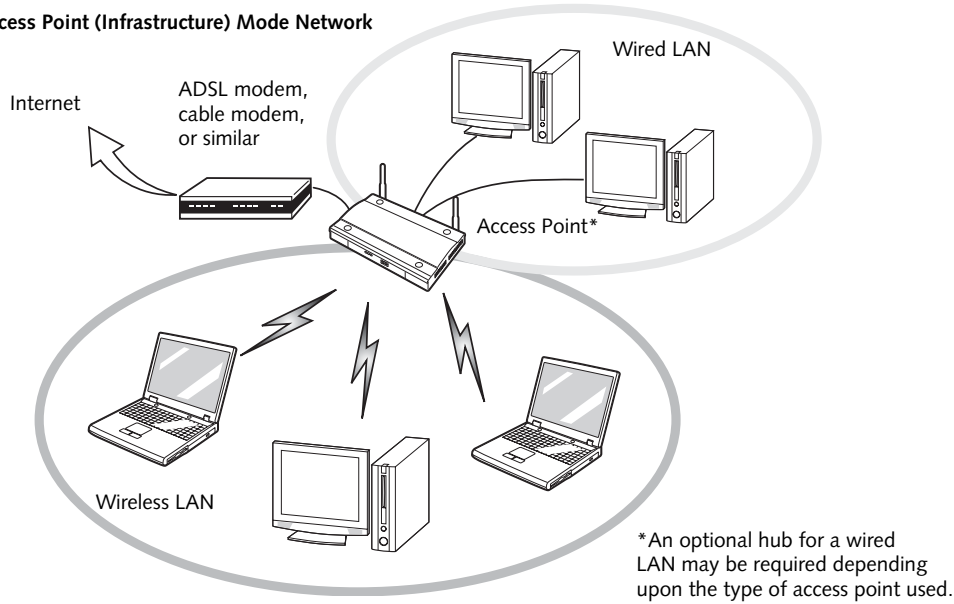 cess Point (Infrastructure) Mode Network
Wired LAN
Internet
ADSL modem,
cable modem,
or similar
Access Point*
Wireless LAN
*An optional hub for a wired
LAN may be required depending
upon the type of access point used.